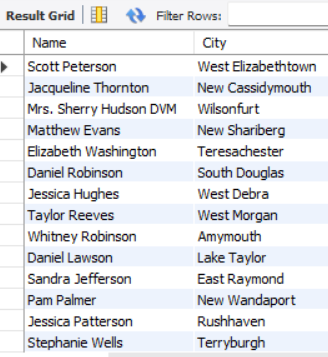 Result Grid Filter Rows:
Name City
Scott Peterson West Elizabethtown
Jacqueline Thornton New Cassidymouth
Mrs. Sherry Hudson DVM Wilsonfurt
Matthew Evans New Shariberg
Elizabeth Washington Teresachester
Daniel Robinson South Douglas
Jessica Hughes West Debra
Taylor Reeves West Morgan
Whitney Robinson Amymouth
Daniel Lawson Lake Taylor
Sandra Jefferson East Raymond
Pam Palmer New Wandaport
Jessica Patterson Rushhaven
Stephanie Wells Terryburgh